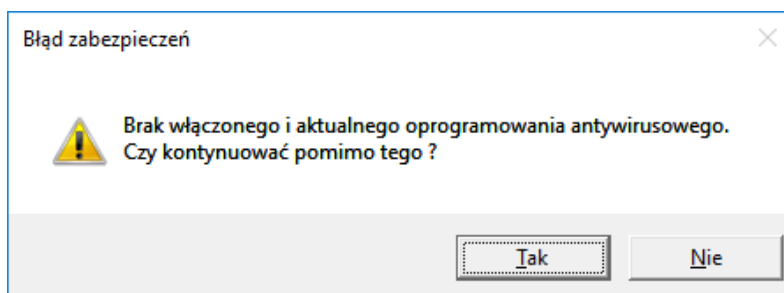 Błąd zabezpieczeń
Brak włączonego i aktualnego oprogramowania antywirusowego.
Czy kontynuować pomimo tego ?
Tak
Nie